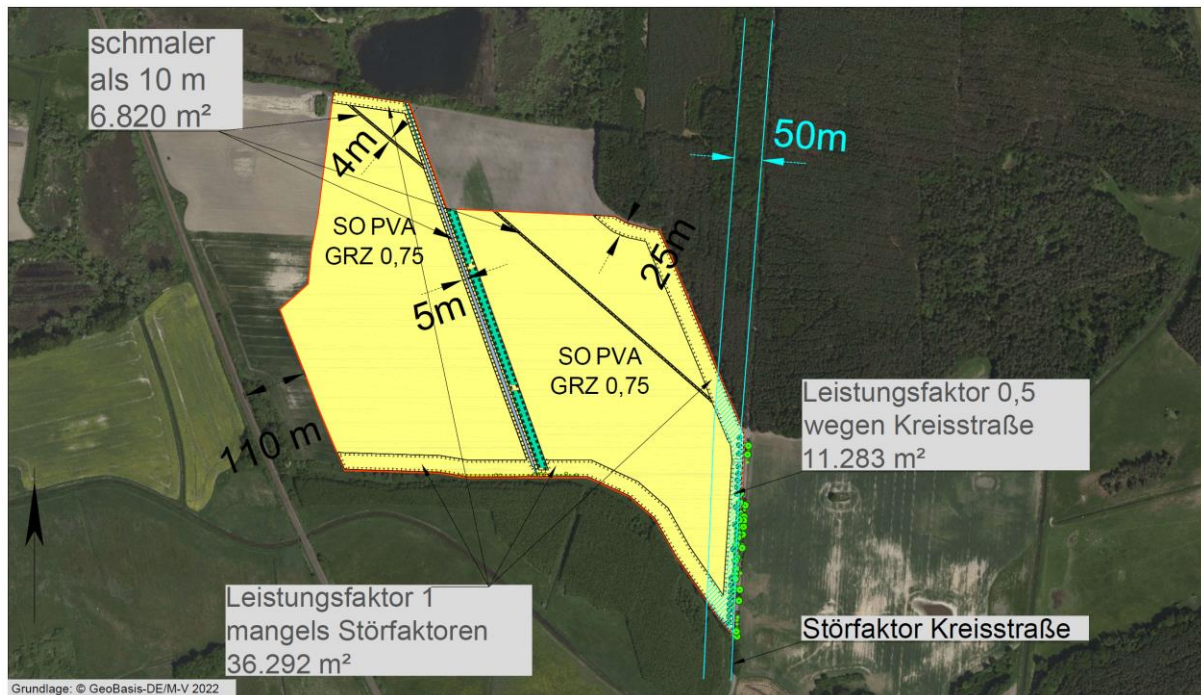 schmaler
als 10 m
6.820 m²
50m
4m
SO PVA
GRZ 0,75
25m
5m
SO PVA
GRZ 0,75
110 m
Leistungsfaktor 0,5
wegen Kreisstraße
11.283 m²
Leistungsfaktor 1
mangels Störfaktoren
36.292 m²
Störfaktor Kreisstraße
Grundlage: © GeoBasis-DE/M-V 2022